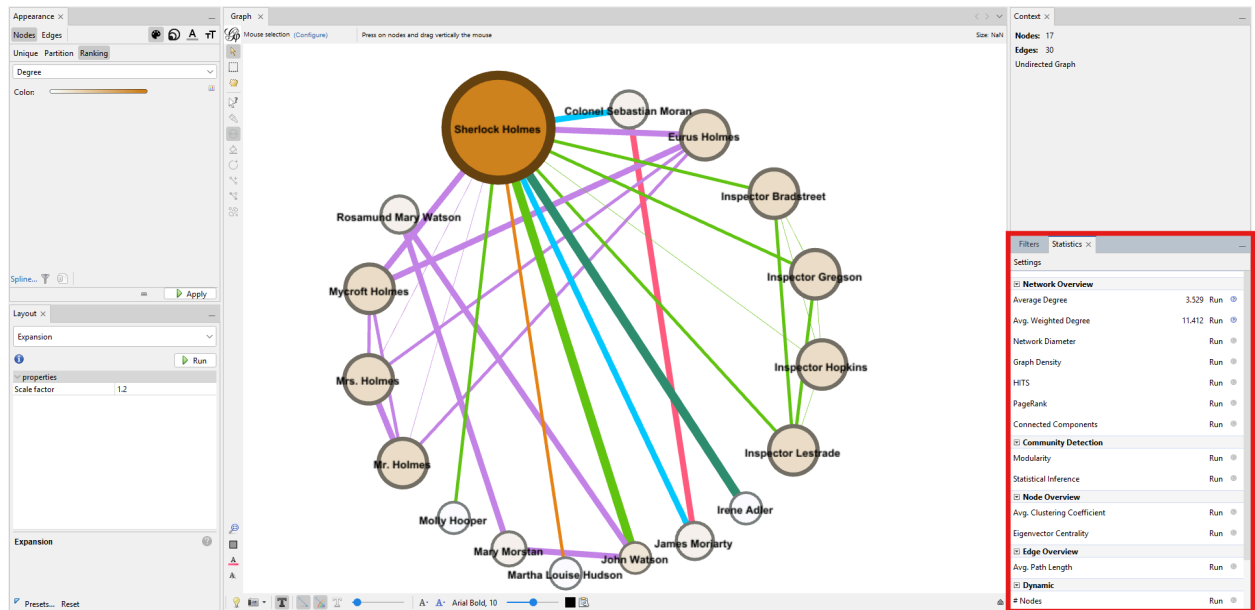 Appearance
Nodes Edges
Unique Partition Ranking
Degree
Color:
Spline...
Apply
Layout
Expansion
Run
properties
Scale factor 1.2
Expansion
Presets... Reset
Graph
Mouse selection (Configure) Press on nodes and drag vertically the mouse Size: NaN
Sherlock Holmes
Colonel Sebastian Moran
Eurus Holmes
Inspector Bradstreet
Rosamund Mary Watson
Inspector Gregson
Mycroft Holmes
Inspector Hopkins
Mrs. Holmes
Inspector Lestrade
Mr. Holmes
Irene Adler
Molly Hooper
James Moriarty
Mary Morstan
John Watson
Martha Louise Hudson
A- A+ Arial Bold, 10
Context
Nodes: 17
Edges: 30
Undirected Graph
Filters Statistics
Settings
Network Overview
Average Degree 3.529 Run
Avg. Weighted Degree 11.412 Run
Network Diameter Run
Graph Density Run
HITS Run
PageRank Run
Connected Components Run
Community Detection
Modularity Run
Statistical Inference Run
Node Overview
Avg. Clustering Coefficient Run
Eigenvector Centrality Run
Edge Overview
Avg. Path Length Run
Dynamic
# Nodes Run